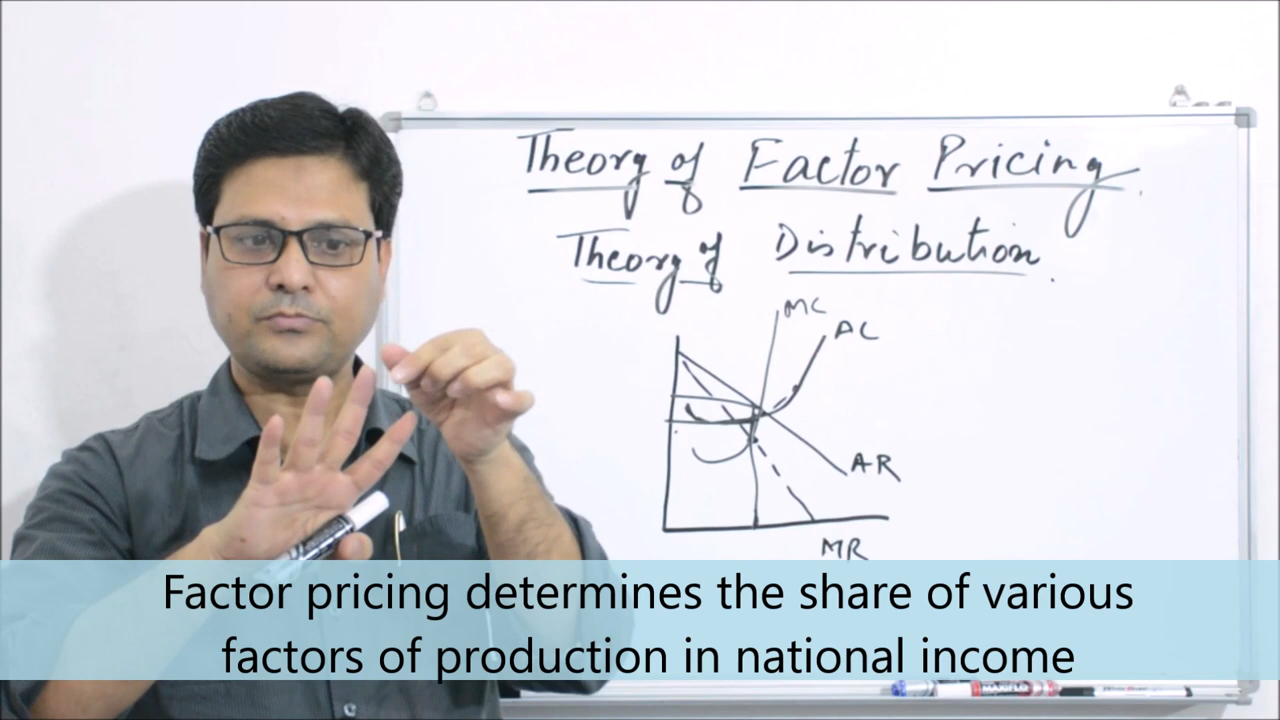 Theory of Factor Pricing.
Theory of Distribution.
MC
AC
AR
MR
Factor pricing determines the share of various
factors of production in national income